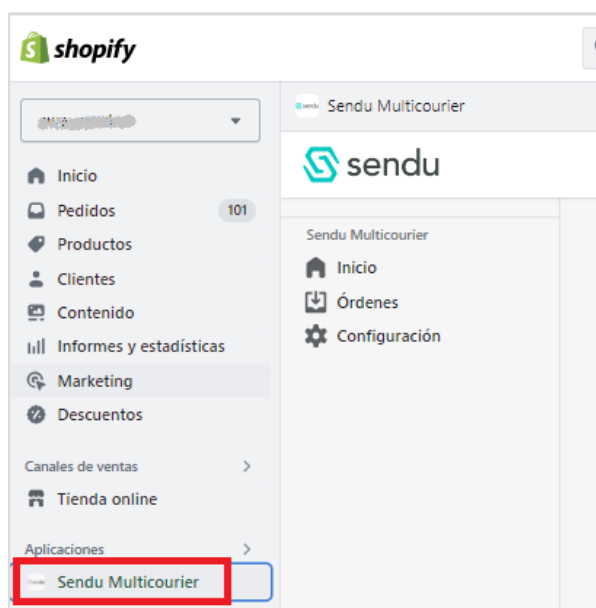 shopify
Sendu Multicourier
sendu
Inicio
Pedidos 101
Productos
Clientes
Contenido
Informes y estadísticas
Marketing
Descuentos
Canales de ventas
Tienda online
Aplicaciones
Sendu Multicourier
Sendu Multicourier
Inicio
Órdenes
Configuración